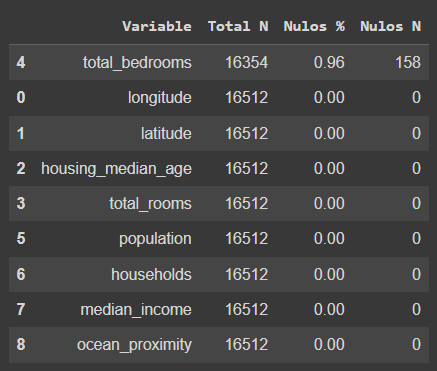 Variable Total N Nulos % Nulos N
4 total_bedrooms 16354 0.96 158
0 longitude 16512 0.00 0
1 latitude 16512 0.00 0
2 housing_median_age 16512 0.00 0
3 total_rooms 16512 0.00 0
5 population 16512 0.00 0
6 households 16512 0.00 0
7 median_income 16512 0.00 0
8 ocean_proximity 16512 0.00 0